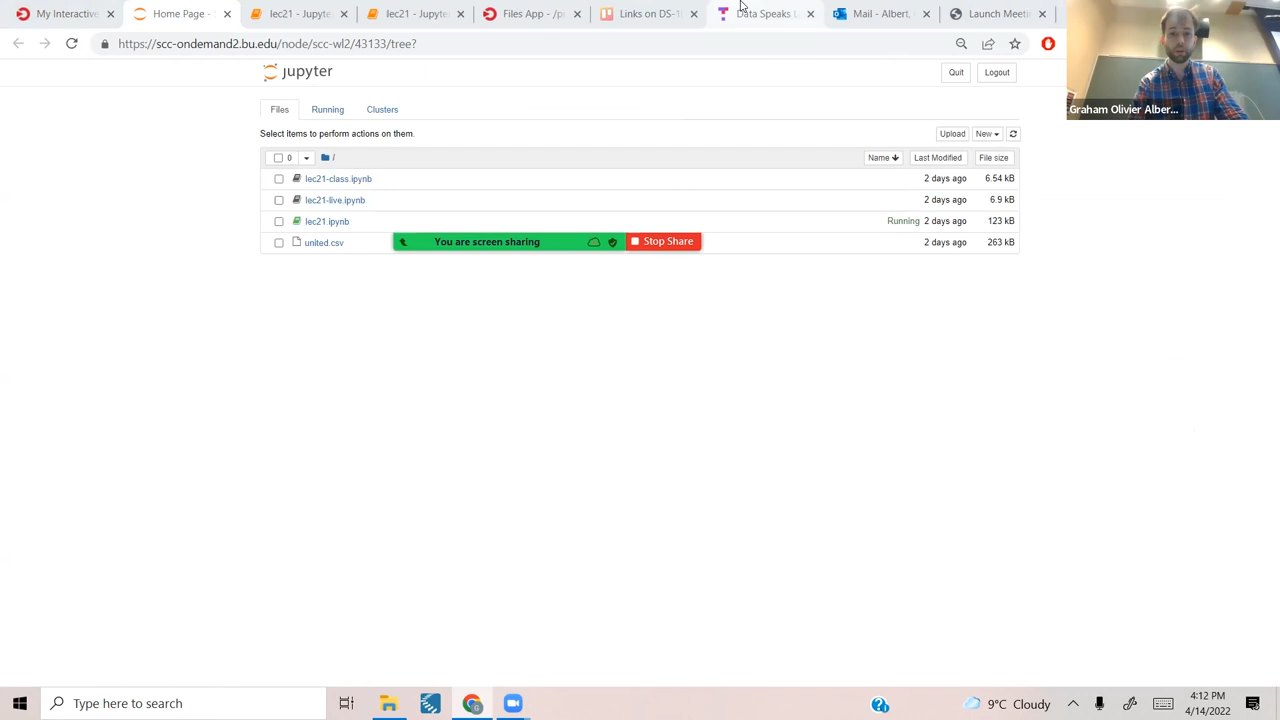 My Interactive
Home Page - S
lec21 - Jupyter
lec21 - Jupyter
Files App -
Links on DS-1
Data Speaks
Mail - Albert,
Launch Meeti
https://scc-ondemand2.bu.edu/node/scc-wl2/43133/tree?
Graham Olivier Alber...
jupyter
Quit
Logout
Files
Running
Clusters
Select items to perform actions on them.
Upload
New
0
/
Name
Last Modified
File size
lec21-class.ipynb
2 days ago
6.54 kB
lec21-live.ipynb
2 days ago
6.9 kB
lec21.ipynb
Running
2 days ago
123 kB
united.csv
2 days ago
263 kB
You are screen sharing
Stop Share
Type here to search
9°C Cloudy
4:12 PM
4/14/2022